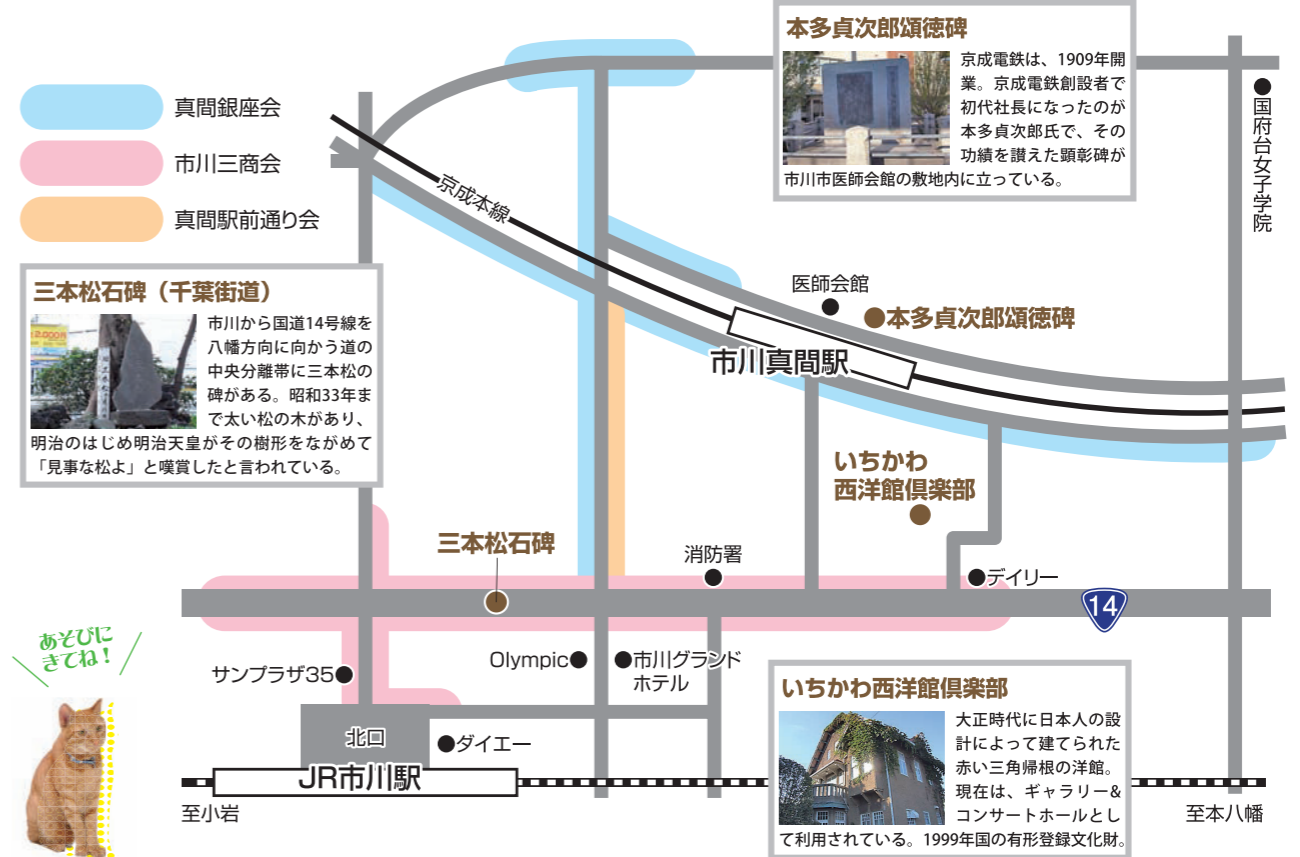 真間銀座会
市川三商会
真間駅前通り会
本多貞次郎頌徳碑
京成電鉄は、1909年開
業。京成電鉄創設者で
初代社長になったのが
本多貞次郎氏で、その
功績を讃えた顕彰碑が
市川市医師会館の敷地内に立っている。
国府台女子学院
京成本線
三本松石碑（千葉街道）
市川から国道14号線を
八幡方向に向かう道の
中央分離帯に三本松の
碑がある。昭和33年ま
で太い松の木があり、
明治のはじめ明治天皇がその樹形をながめて
「見事な松よ」と嘆賞したと言われている。
医師会館
本多貞次郎頌徳碑
市川真間駅
いちかわ
西洋館倶楽部
三本松石碑
消防署
デイリー
14
あそびに
きてね！
サンプラザ35
Olympic
市川グランド
ホテル
北口
ダイエー
JR市川駅
至小岩
至本八幡
いちかわ西洋館倶楽部
大正時代に日本人の設
計によって建てられた
赤い三角帰根の洋館。
現在は、ギャラリー&
コンサートホールとし
て利用されている。1999年国の有形登録文化財。